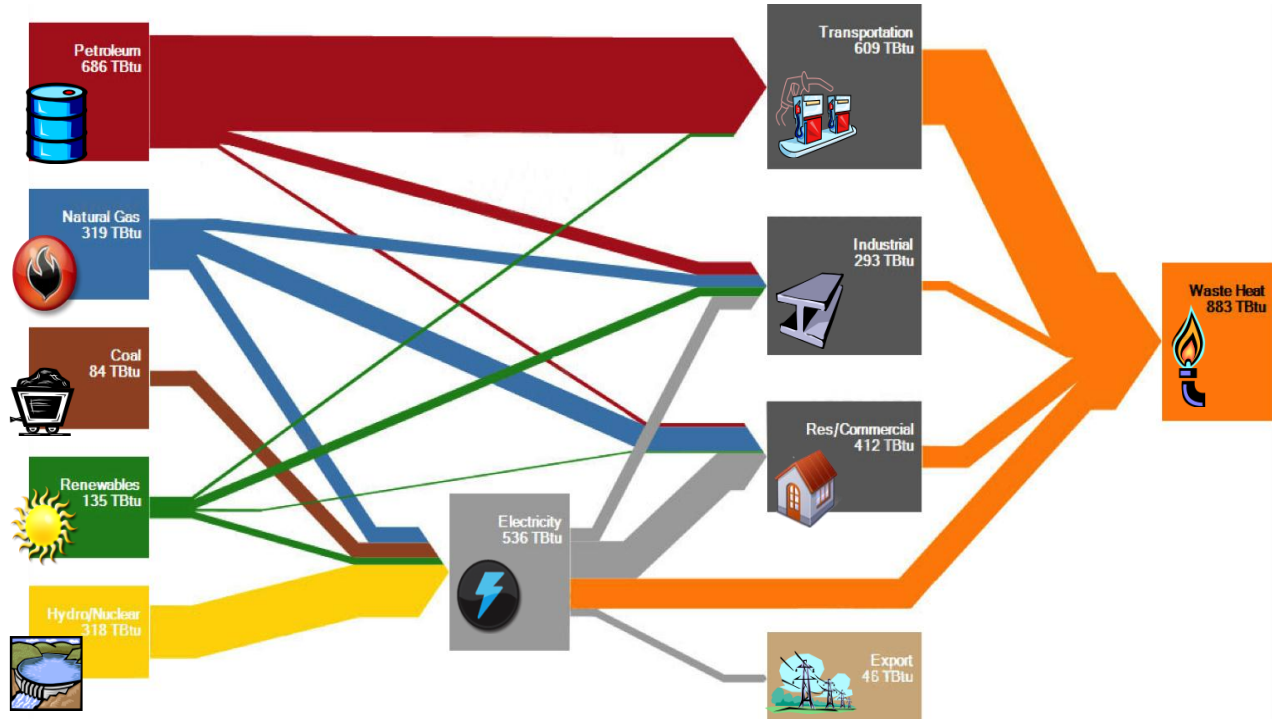 Petroleum
686 TBtu
Natural Gas
319 TBtu
Coal
84 TBtu
Renewables
135 TBtu
Hydro/Nuclear
318 TBtu
Electricity
536 TBtu
Transportation
609 TBtu
Industrial
293 TBtu
Res/Commercial
412 TBtu
Export
46 TBtu
Waste Heat
883 TBtu